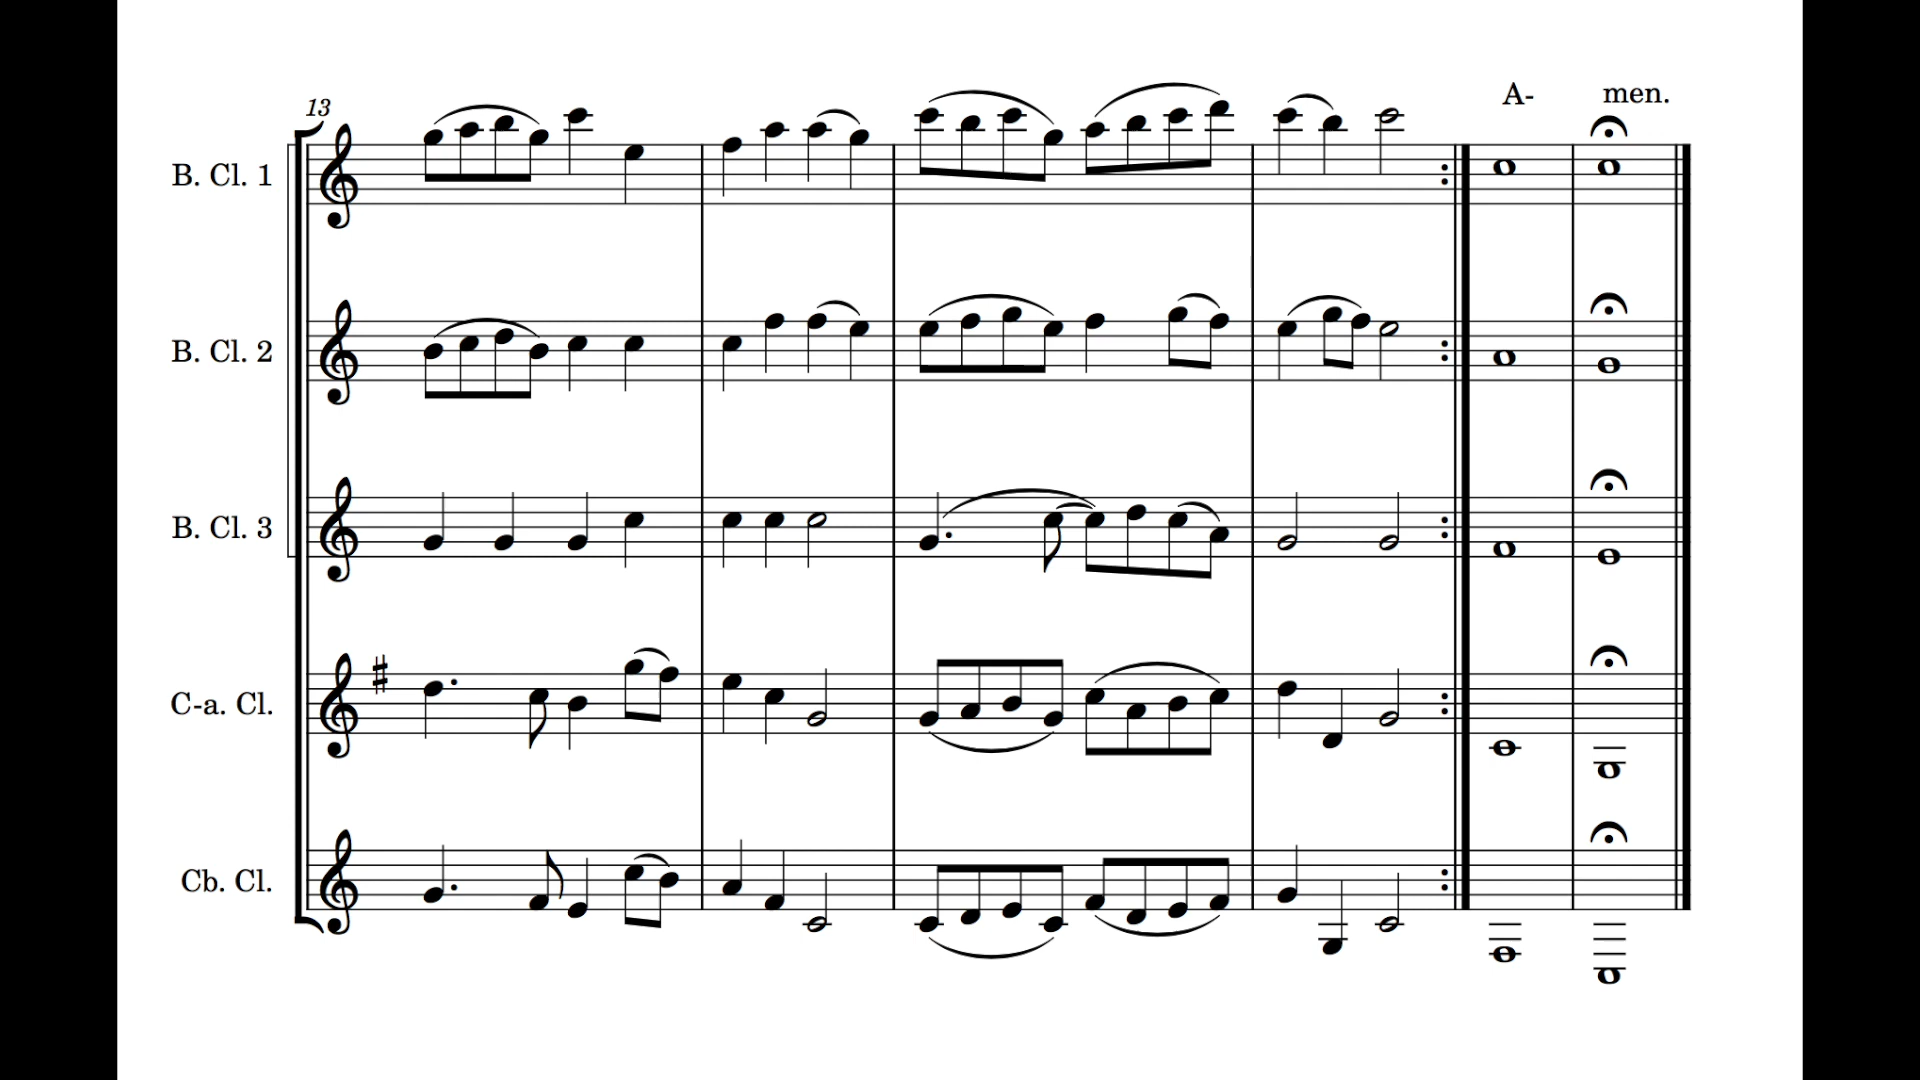 A- men.
13
B. Cl. 1
B. Cl. 2
B. Cl. 3
C-a. Cl.
Cb. Cl.